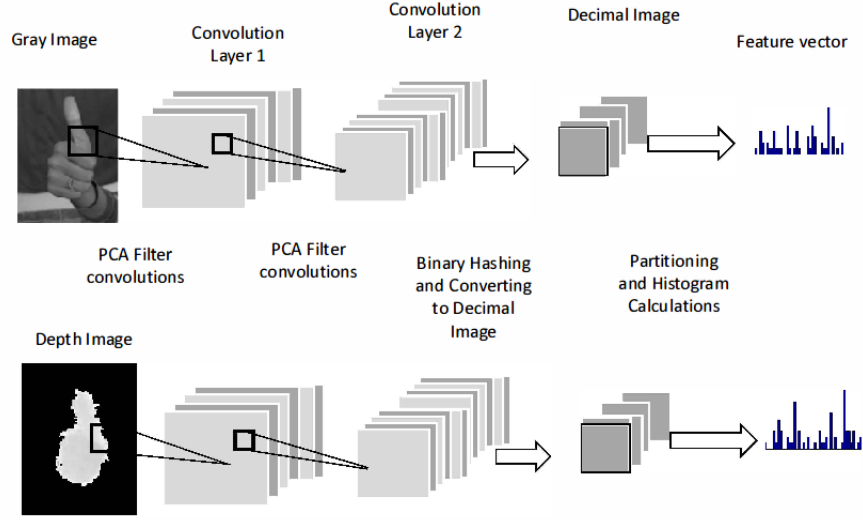 Gray Image
Convolution
Layer 1
Convolution
Layer 2
Decimal Image
Feature vector
PCA Filter
convolutions
PCA Filter
convolutions
Binary Hashing
and Converting
to Decimal
Image
Partitioning
and Histogram
Calculations
Depth Image